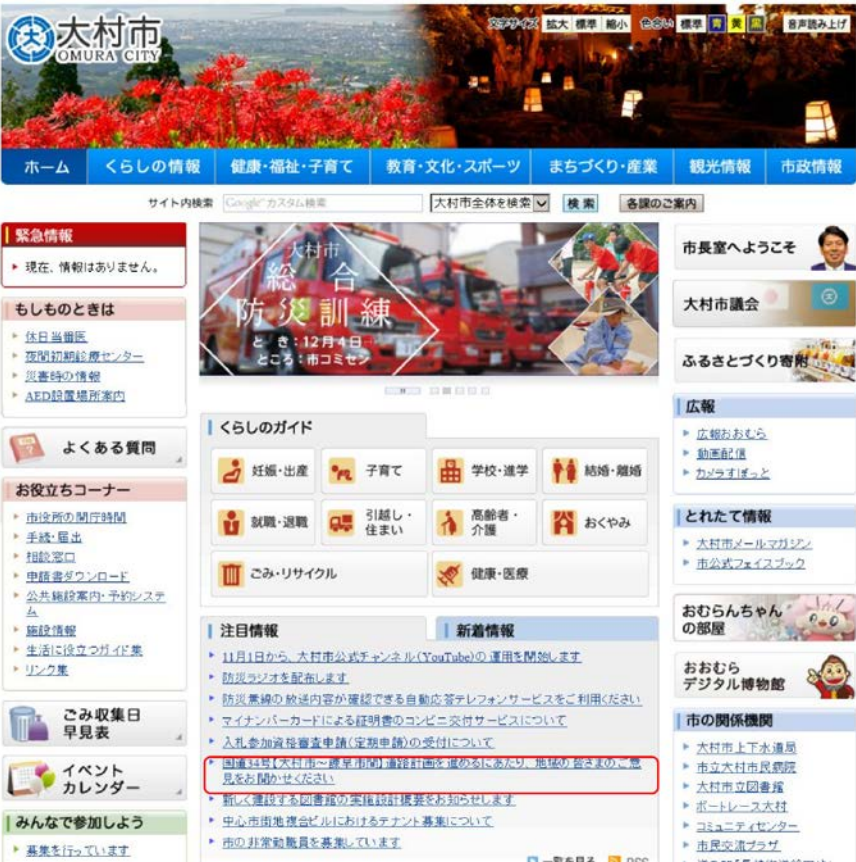 大村市
OMURA CITY
文字サイズ 拡大 標準 縮小 色合い 標準 青 黄 黒 音声読み上げ
ホーム くらしの情報 健康・福祉・子育て 教育・文化・スポーツ まちづくり・産業 観光情報 市政情報
サイト内検索 Google カスタム検索 大村市全体を検索 検索 各課のご案内
緊急情報
現在、情報はありません。
もしものときは
休日当番医
夜間初期診療センター
災害時の情報
AED設置場所案内
よくある質問
お役立ちコーナー
市役所の開庁時間
手続・届出
相談窓口
申請書ダウンロード
公共施設案内・予約システ
ム
施設情報
生活に役立つガイド集
リンク集
ごみ収集日
早見表
イベント
カレンダー
みんなで参加しよう
募集を行っています
大村市
総合
防災訓練
とき:12月4日
ところ:市コミセン
くらしのガイド
妊娠・出産 子育て 学校・進学 結婚・離婚
就職・退職 引越し・住まい 高齢者・介護 おくやみ
ごみ・リサイクル 健康・医療
注目情報 新着情報
11月1日から、大村市公式チャンネル(YouTube)の運用を開始します
防災ラジオを配布します
防災無線の放送内容が確認できる自動応答テレフォンサービスをご利用ください
マイナンバーカードによる証明書のコンビニ交付サービスについて
入札参加資格審査申請(定期申請)の受付について
国道34号【大村市~諫早市間】道路計画を進めるにあたり、地域の皆さまのご意
見をお聞かせください
新しく建設する図書館の実施設計概要をお知らせします
中心市街地複合ビルにおけるテナント募集について
市の非常勤職員を募集しています
一覧を見る RSS
市長室へようこそ
大村市議会
ふるさとづくり寄附
広報
広報おおむら
動画配信
カメラすぽっと
とれたて情報
大村市メールマガジン
市公式フェイスブック
おむらんちゃん
の部屋
おおむら
デジタル博物館
市の関係機関
大村市上下水道局
市立大村市民病院
大村市立図書館
ボートレース大村
コミュニティセンター
市民交流プラザ